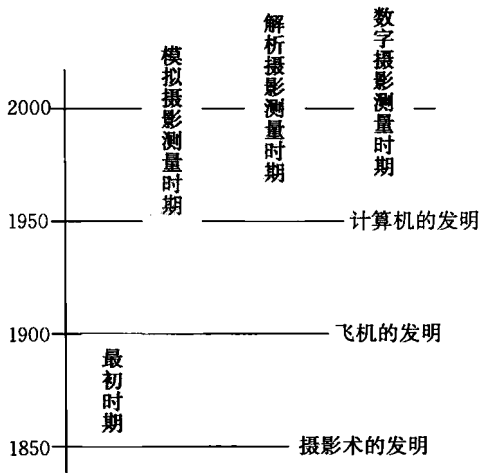 数字摄影测量时期
解析摄影测量时期
模拟摄影测量时期
2000
1950
计算机的发明
1900
飞机的发明
最初时期
1850
摄影术的发明